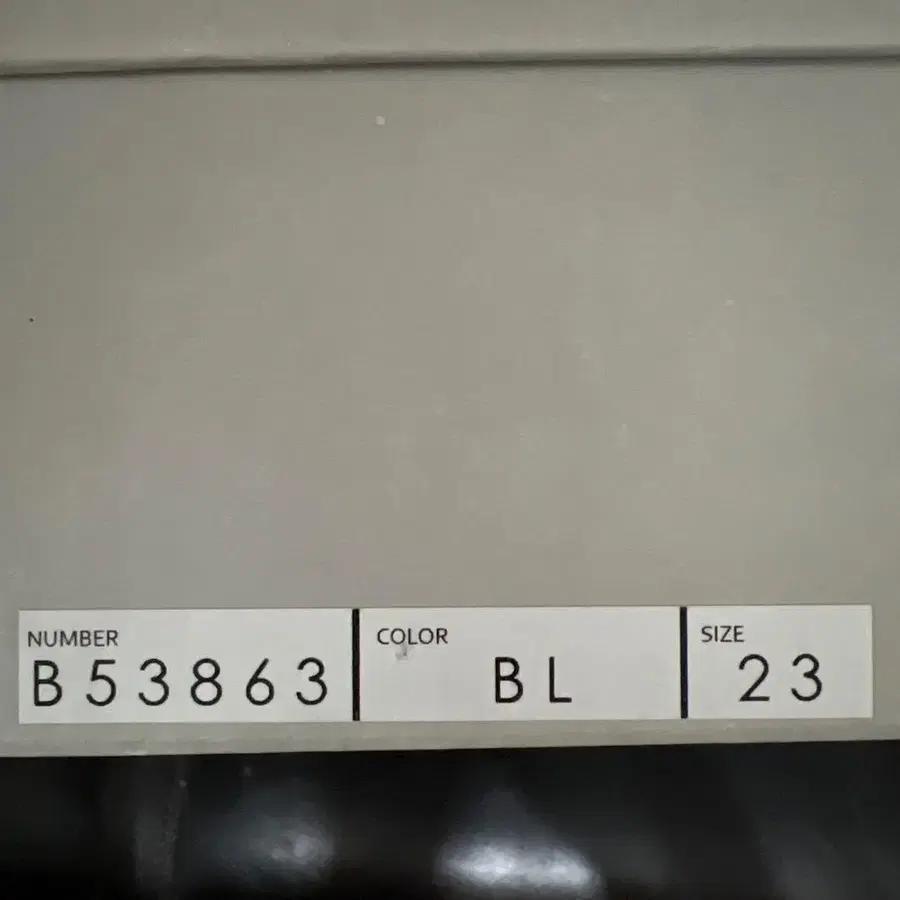 NUMBER
B53863
COLOR
BL
SIZE
23